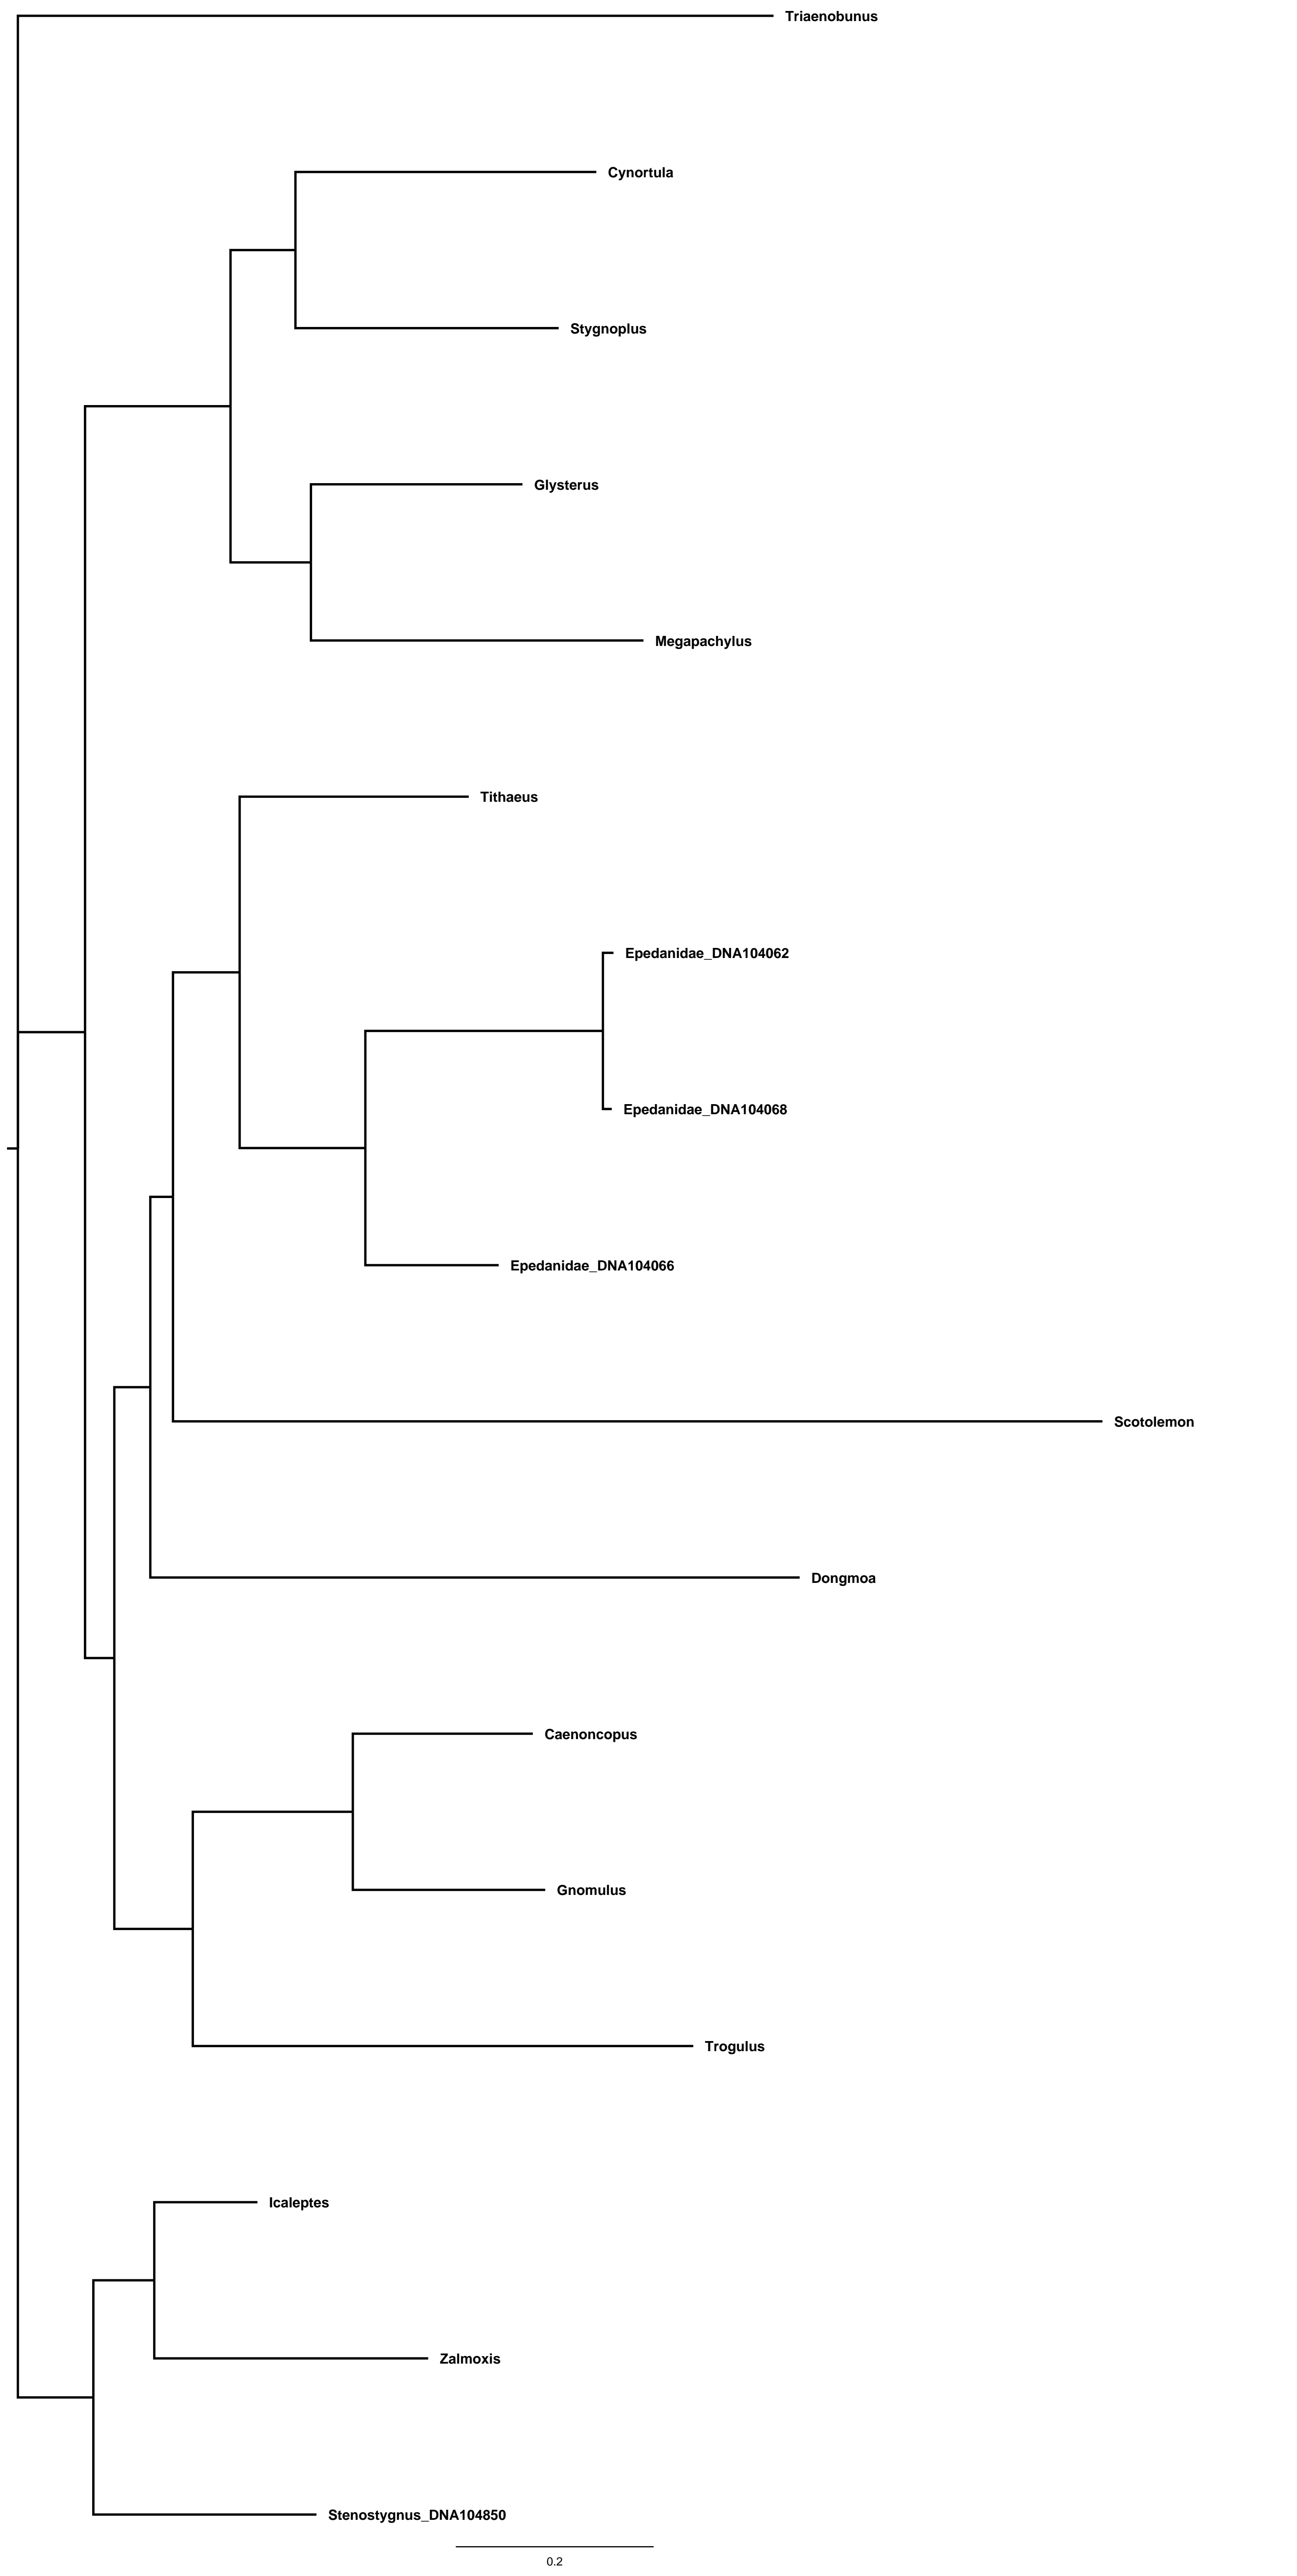 Triaenobunus
Cynortula
Stygnoplus
Glysterus
Megapachylus
Tithaeus
Epedanidae_DNA104062
Epedanidae_DNA104068
Epedanidae_DNA104066
Scotolemon
Dongmoa
Caenoncopus
Gnomulus
Trogulus
Icaleptes
Zalmoxis
Stenostygnus_DNA104850
0.2